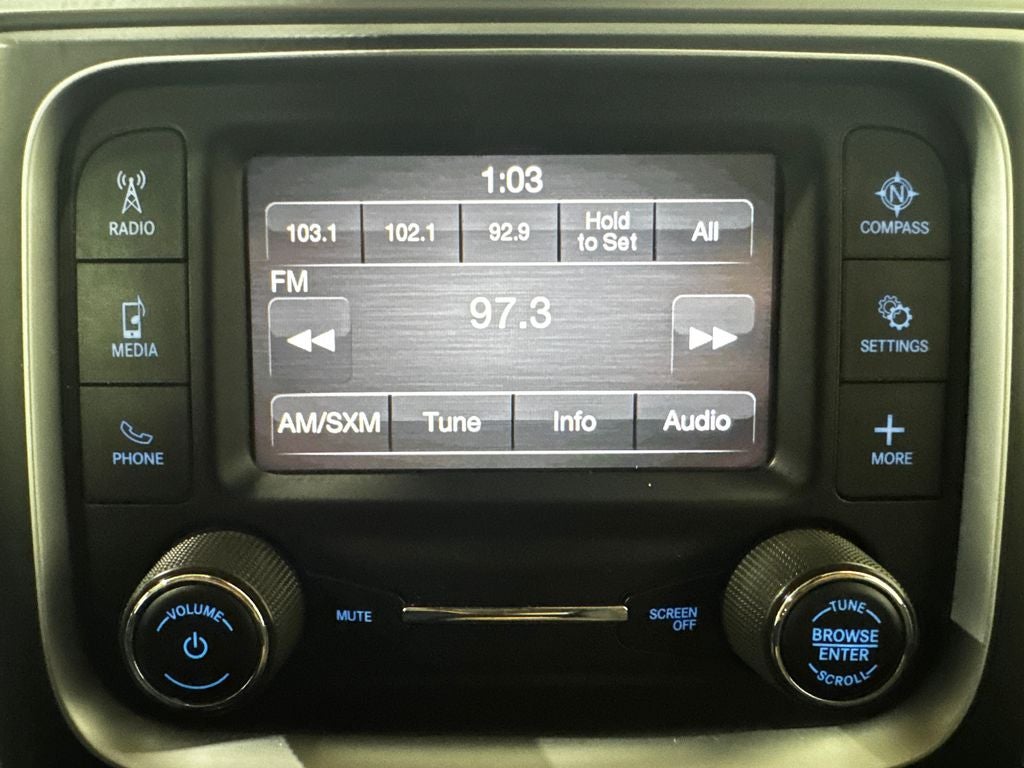 1:03
103.1
102.1
92.9
Hold
to Set
All
FM
97.3
AM/SXM
Tune
Info
Audio
RADIO
MEDIA
PHONE
N
COMPASS
SETTINGS
MORE
VOLUME
MUTE
SCREEN
OFF
TUNE
BROWSE
ENTER
SCROLL